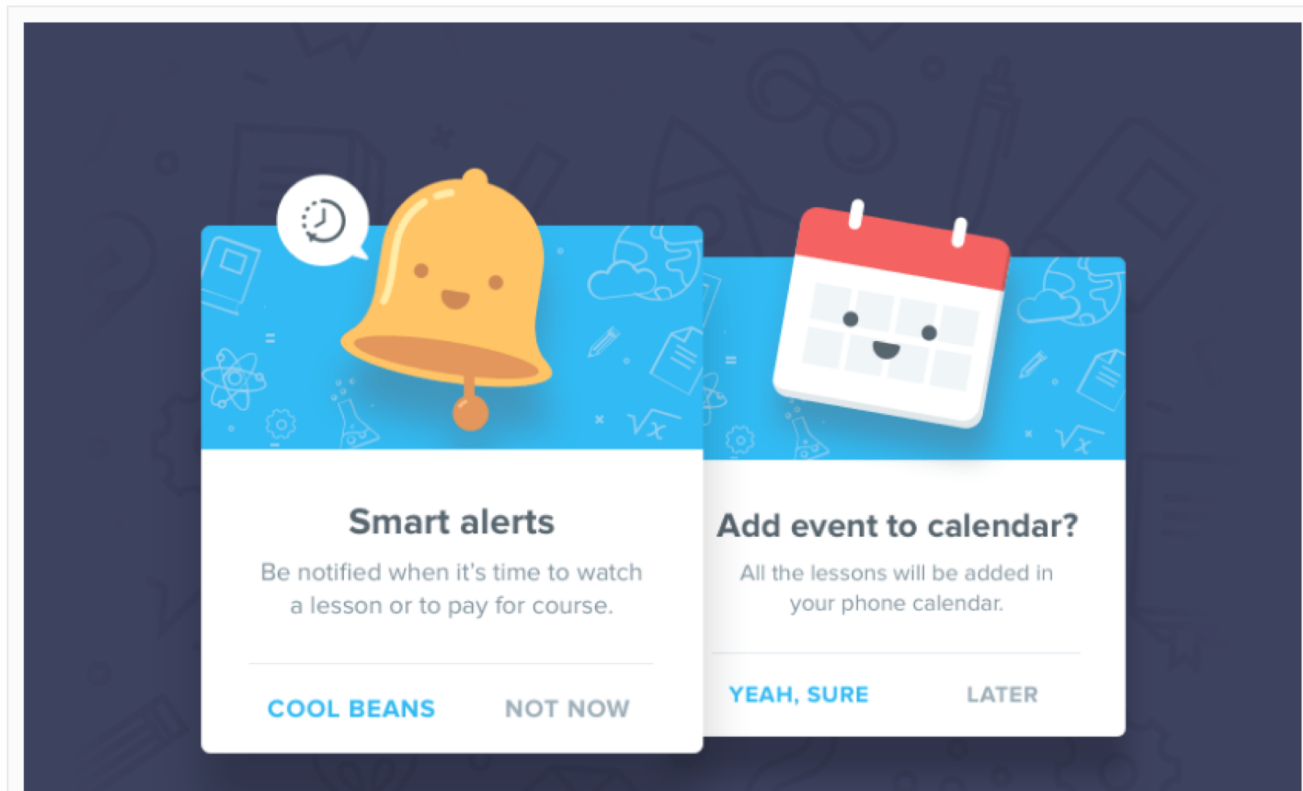 Smart alerts
Be notified when it's time to watch
a lesson or to pay for course.
COOL BEANS NOT NOW
Add event to calendar?
All the lessons will be added in
your phone calendar.
YEAH, SURE LATER